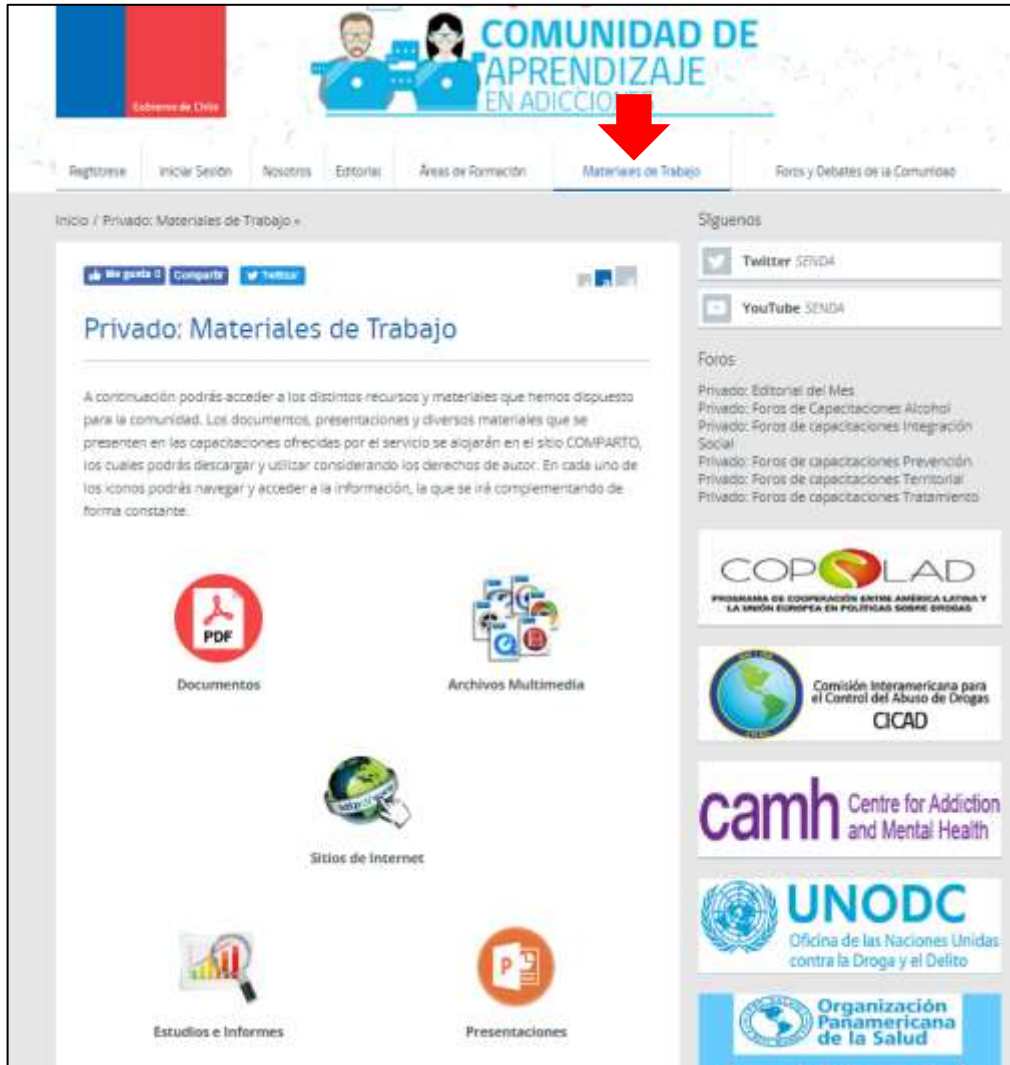 Gobierno de Chile
COMUNIDAD DE
APRENDIZAJE
EN ADICCIONES
Regístrese
Iniciar Sesión
Nosotros
Editorial
Áreas de Formación
Materiales de Trabajo
Foros y Debates de la Comunidad
Inicio / Privado: Materiales de Trabajo »
Me gusta 0
Compartir
Twittear
Privado: Materiales de Trabajo
A continuación podrás acceder a los distintos recursos y materiales que hemos dispuesto
para la comunidad. Los documentos, presentaciones y diversos materiales que se
presenten en las capacitaciones ofrecidas por el servicio se alojarán en el sitio COMPARTO,
los cuales podrás descargar y utilizar considerando los derechos de autor. En cada uno de
los iconos podrás navegar y acceder a la información, la que se irá complementando de
forma constante.
PDF
Documentos
Archivos Multimedia
Sitios de Internet
Estudios e Informes
P
Presentaciones
Síguenos
Twitter SENDA
YouTube SENDA
Foros
Privado: Editorial del Mes
Privado: Foros de Capacitaciones Alcohol
Privado: Foros de capacitaciones Integración
Social
Privado: Foros de capacitaciones Prevención
Privado: Foros de capacitaciones Territorial
Privado: Foros de capacitaciones Tratamiento
COPOLAD
PROGRAMA DE COOPERACIÓN ENTRE AMÉRICA LATINA Y
LA UNIÓN EUROPEA EN POLÍTICAS SOBRE DROGAS
Comisión Interamericana para
el Control del Abuso de Drogas
CICAD
camh Centre for Addiction
and Mental Health
UNODC
Oficina de las Naciones Unidas
contra la Droga y el Delito
Organización
Panamericana
de la Salud